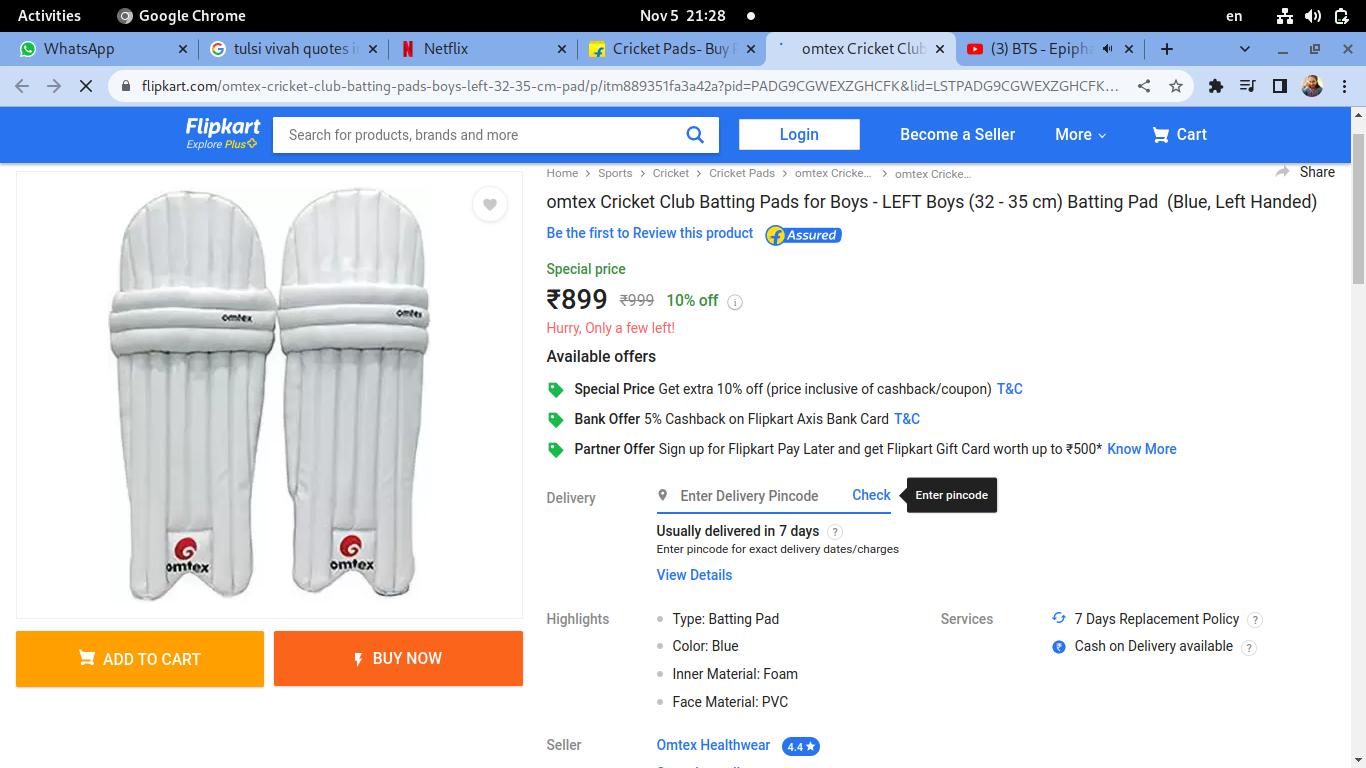 Activities
Google Chrome
Nov 5 21:28
en
WhatsApp
tulsi vivah quotes i
Netflix
Cricket Pads- Buy
omtex Cricket Club
(3) BTS - Epiph
flipkart.com/omtex-cricket-club-batting-pads-boys-left-32-35-cm-pad/p/itm889351fa3a42a?pid=PADG9CGWEXZGHCFK&lid=LSTPADG9CGWEXZGHCFK...
Flipkart
Explore Plus
Search for products, brands and more
Login
Become a Seller
More
Cart
Home > Sports > Cricket > Cricket Pads > omtex Cricke... > omtex Cricke...
Share
omtex Cricket Club Batting Pads for Boys - LEFT Boys (32 - 35 cm) Batting Pad (Blue, Left Handed)
Be the first to Review this product
Assured
Special price
₹899 ₹999 10% off
Hurry, Only a few left!
Available offers
Special Price Get extra 10% off (price inclusive of cashback/coupon) T&C
Bank Offer 5% Cashback on Flipkart Axis Bank Card T&C
Partner Offer Sign up for Flipkart Pay Later and get Flipkart Gift Card worth up to ₹500* Know More
Delivery
Enter Delivery Pincode
Check
Enter pincode
Usually delivered in 7 days ?
Enter pincode for exact delivery dates/charges
View Details
Highlights
Type: Batting Pad
Color: Blue
Inner Material: Foam
Face Material: PVC
Services
7 Days Replacement Policy ?
Cash on Delivery available ?
Seller
Omtex Healthwear
4.4
omtex
omtex
omtex
omtex
ADD TO CART
BUY NOW